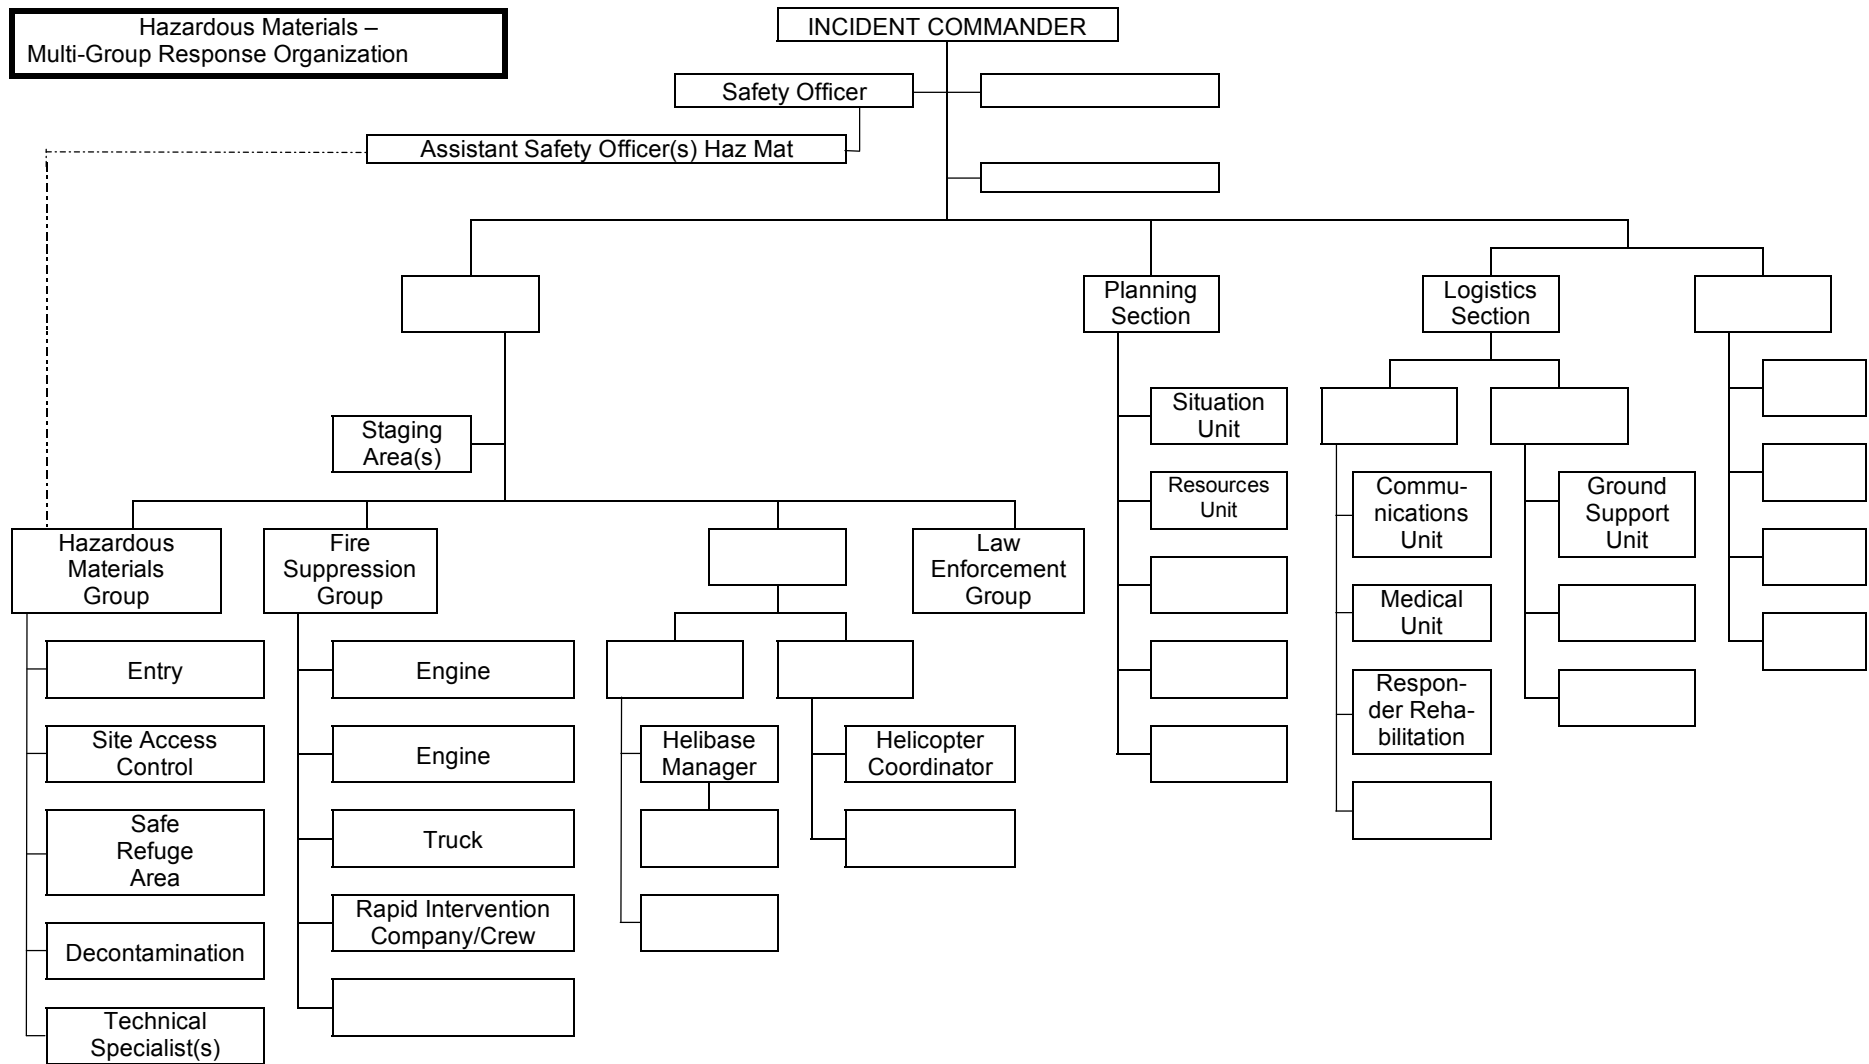 Hazardous Materials –
Multi-Group Response Organization
INCIDENT COMMANDER
Safety Officer
Assistant Safety Officer(s) Haz Mat
Planning
Section
Logistics
Section
Situation
Unit
Staging
Area(s)
Resources
Unit
Commu-
nications
Unit
Ground
Support
Unit
Hazardous
Materials
Group
Fire
Suppression
Group
Law
Enforcement
Group
Medical
Unit
Entry
Engine
Respon-
der Reha-
bilitation
Site Access
Control
Engine
Helibase
Manager
Helicopter
Coordinator
Safe
Refuge
Area
Truck
Rapid Intervention
Company/Crew
Decontamination
Technical
Specialist(s)